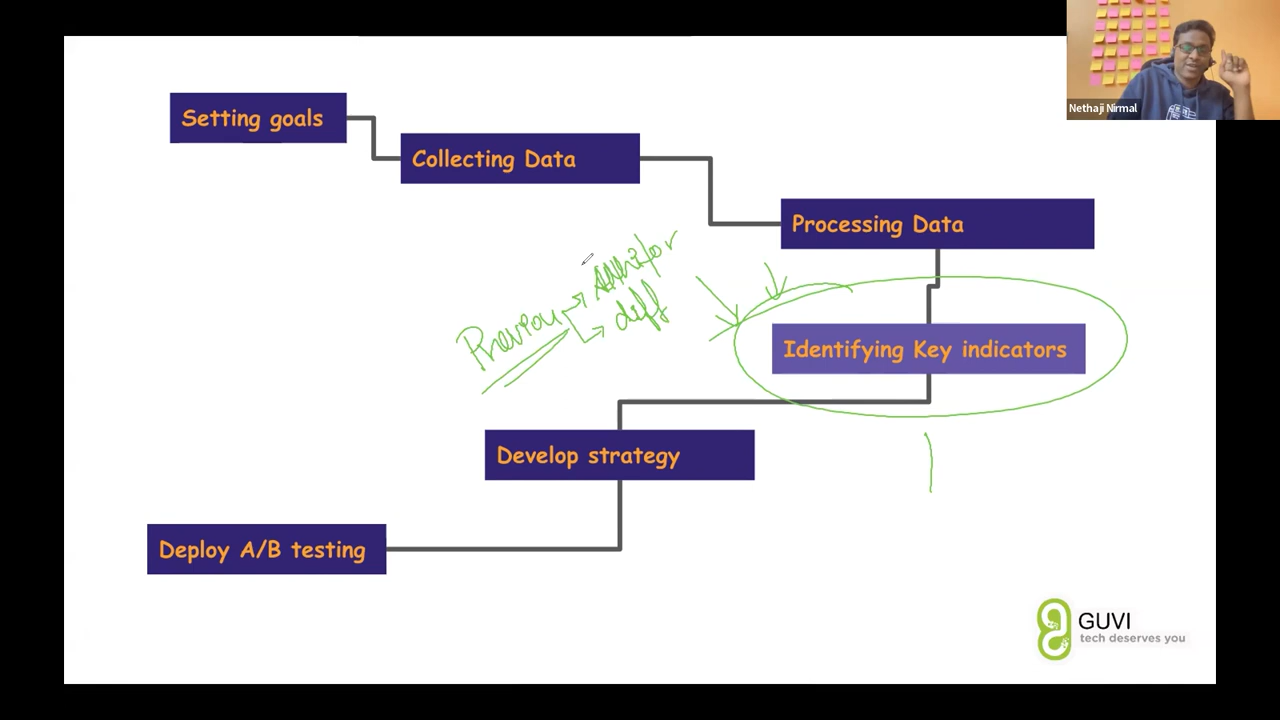 Nethaji Nirmal
Setting goals
Collecting Data
Processing Data
Previous
diff
Identifying Key indicators
Develop strategy
Deploy A/B testing
GUVI
tech deserves you